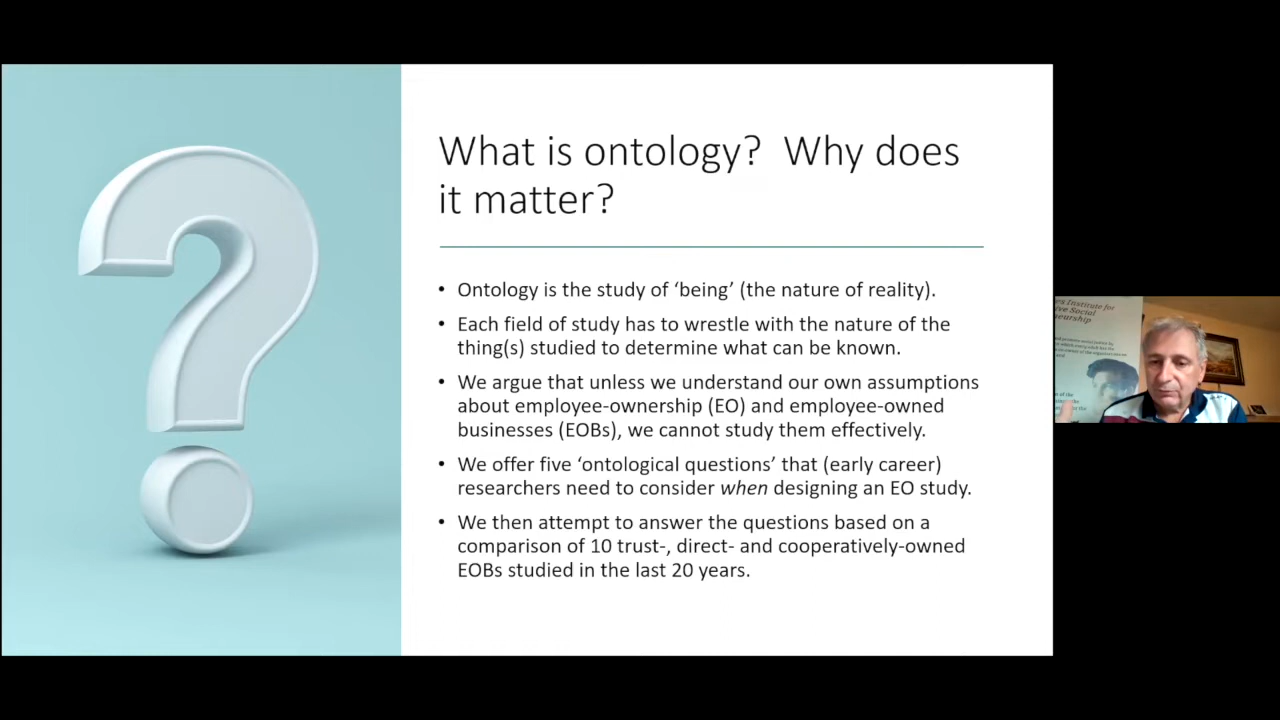 What is ontology? Why does
it matter?
• Ontology is the study of ‘being’ (the nature of reality).
• Each field of study has to wrestle with the nature of the
thing(s) studied to determine what can be known.
• We argue that unless we understand our own assumptions
about employee-ownership (EO) and employee-owned
businesses (EOBs), we cannot study them effectively.
• We offer five ‘ontological questions’ that (early career)
researchers need to consider when designing an EO study.
• We then attempt to answer the questions based on a
comparison of 10 trust-, direct- and cooperatively-owned
EOBs studied in the last 20 years.
Institute for
Social